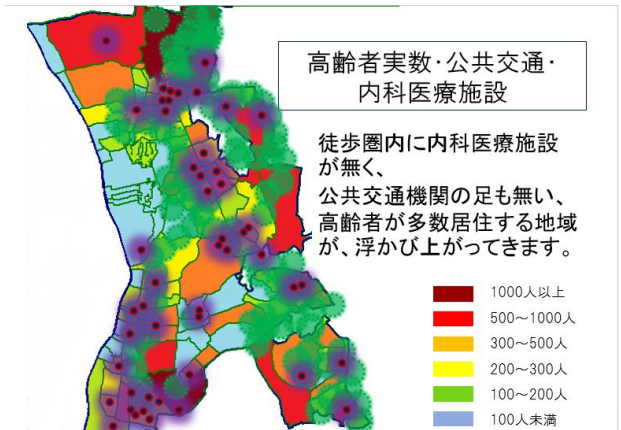 高齢者実数・公共交通・
内科医療施設
徒歩圏内に内科医療施設
が無く、
公共交通機関の足も無い、
高齢者が多数居住する地域
が、浮かび上がってきます。
1000人以上
500～1000人
300～500人
200～300人
100～200人
100人未満